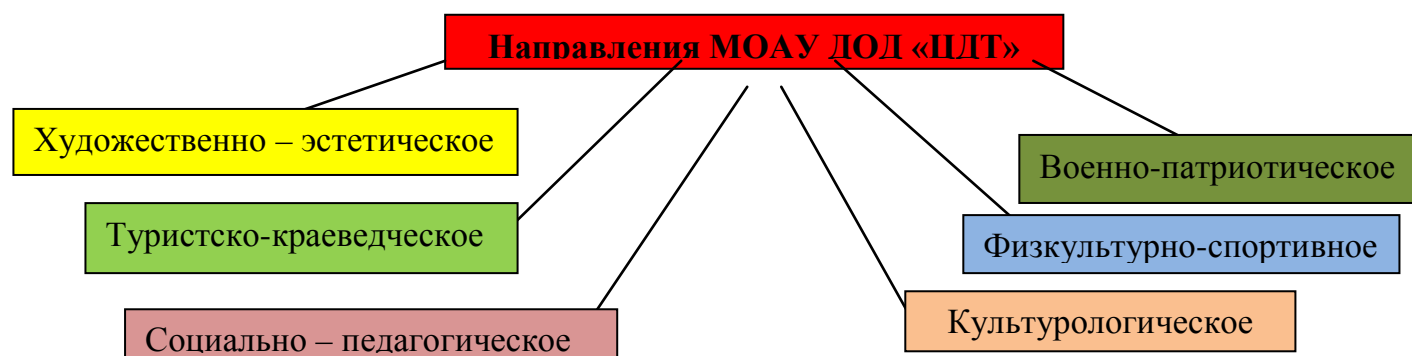 Направления МОАУ ДОД «ЦДТ»
Художественно – эстетическое
Военно-патриотическое
Туристско-краеведческое
Физкультурно-спортивное
Социально – педагогическое
Культурологическое